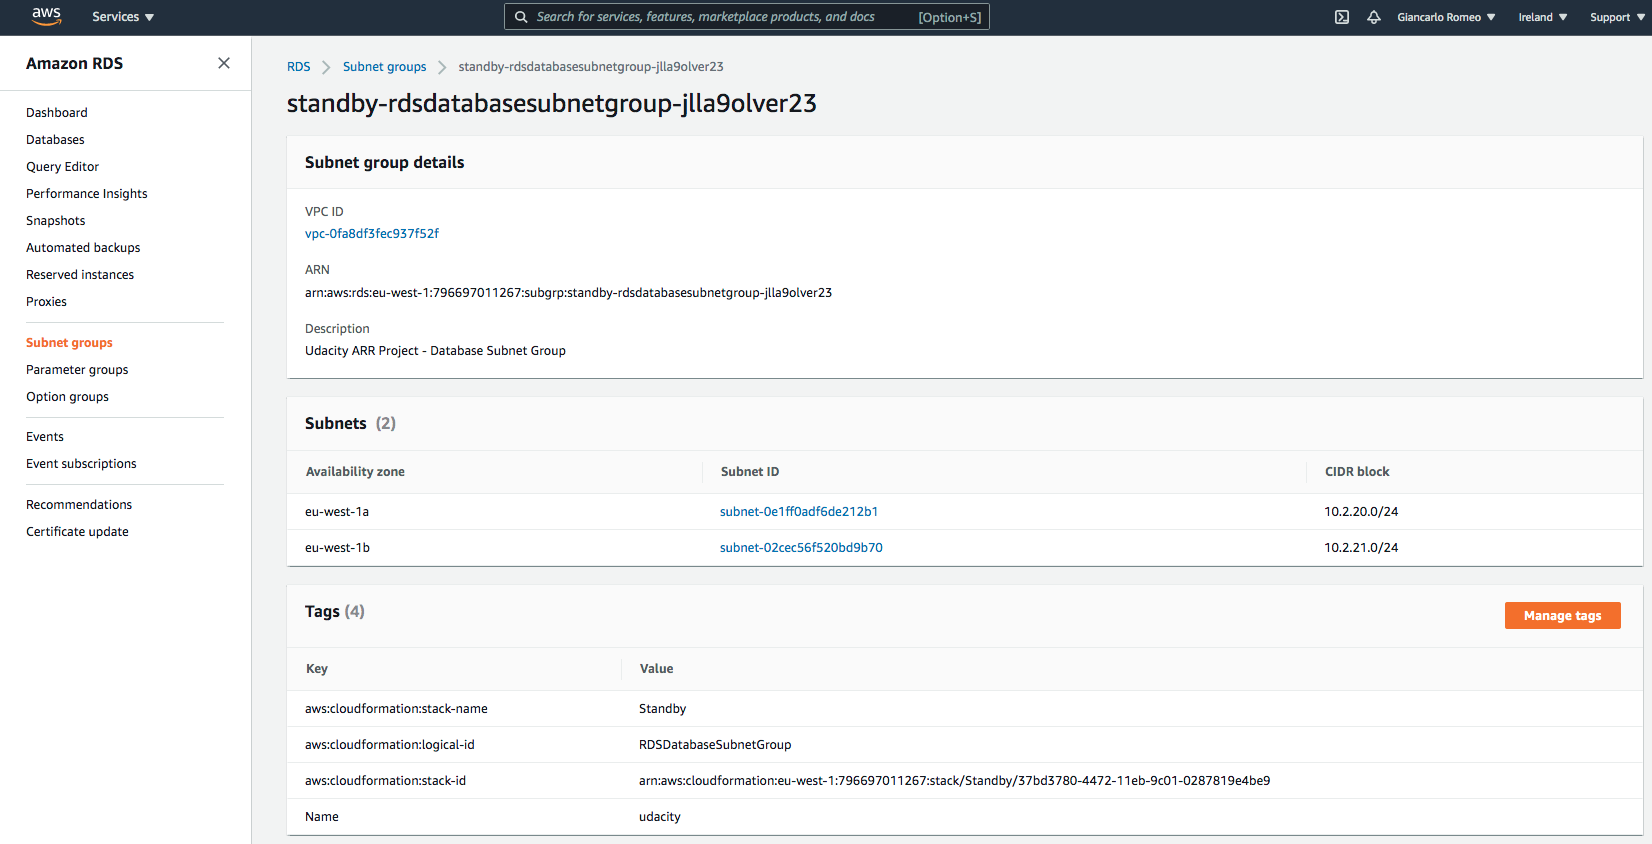 aws
Services
Search for services, features, marketplace products, and docs
[Option+S]
Giancarlo Romeo
Ireland
Support
Amazon RDS
Dashboard
Databases
Query Editor
Performance Insights
Snapshots
Automated backups
Reserved instances
Proxies
Subnet groups
Parameter groups
Option groups
Events
Event subscriptions
Recommendations
Certificate update
RDS > Subnet groups > standby-rdsdatabasesubnetgroup-jlla9olver23
standby-rdsdatabasesubnetgroup-jlla9olver23
Subnet group details
VPC ID
vpc-0fa8df3fec937f52f
ARN
arn:aws:rds:eu-west-1:796697011267:subgrp:standby-rdsdatabasesubnetgroup-jlla9olver23
Description
Udacity ARR Project - Database Subnet Group
Subnets (2)
Availability zone Subnet ID CIDR block
eu-west-1a subnet-0e1ff0adf6de212b1 10.2.20.0/24
eu-west-1b subnet-02cec56f520bd9b70 10.2.21.0/24
Tags (4)
Manage tags
Key Value
aws:cloudformation:stack-name Standby
aws:cloudformation:logical-id RDSDatabaseSubnetGroup
aws:cloudformation:stack-id arn:aws:cloudformation:eu-west-1:796697011267:stack/Standby/37bd3780-4472-11eb-9c01-0287819e4be9
Name udacity